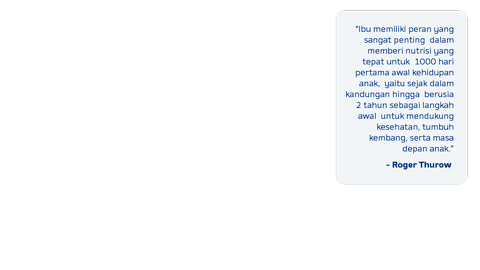 “Ibu memiliki peran yang
sangat penting dalam
memberi nutrisi yang
tepat untuk 1000 hari
pertama awal kehidupan
anak, yaitu sejak dalam
kandungan hingga berusia
2 tahun sebagai langkah
awal untuk mendukung
kesehatan, tumbuh
kembang, serta masa
depan anak.”
- Roger Thurow